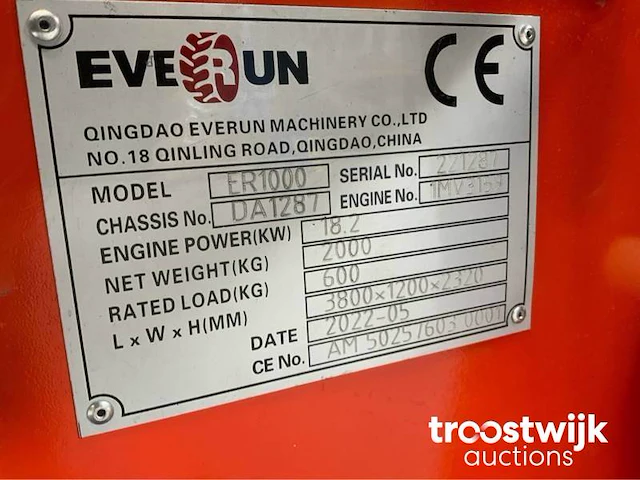 EVERUN CE
QINGDAO EVERUN MACHINERY CO.,LTD
NO.18 QINLING ROAD,QINGDAO,CHINA
MODEL ER1000 SERIAL No. 221287
CHASSIS No. DA1287 ENGINE No.
ENGINE POWER(KW) 18.2
NET WEIGHT(KG) 2000
RATED LOAD(KG) 600
L x W x H(MM) 3800×1200×2320
DATE 2022-05
CE No. AM 50257603 0001
troostwijk
auctions